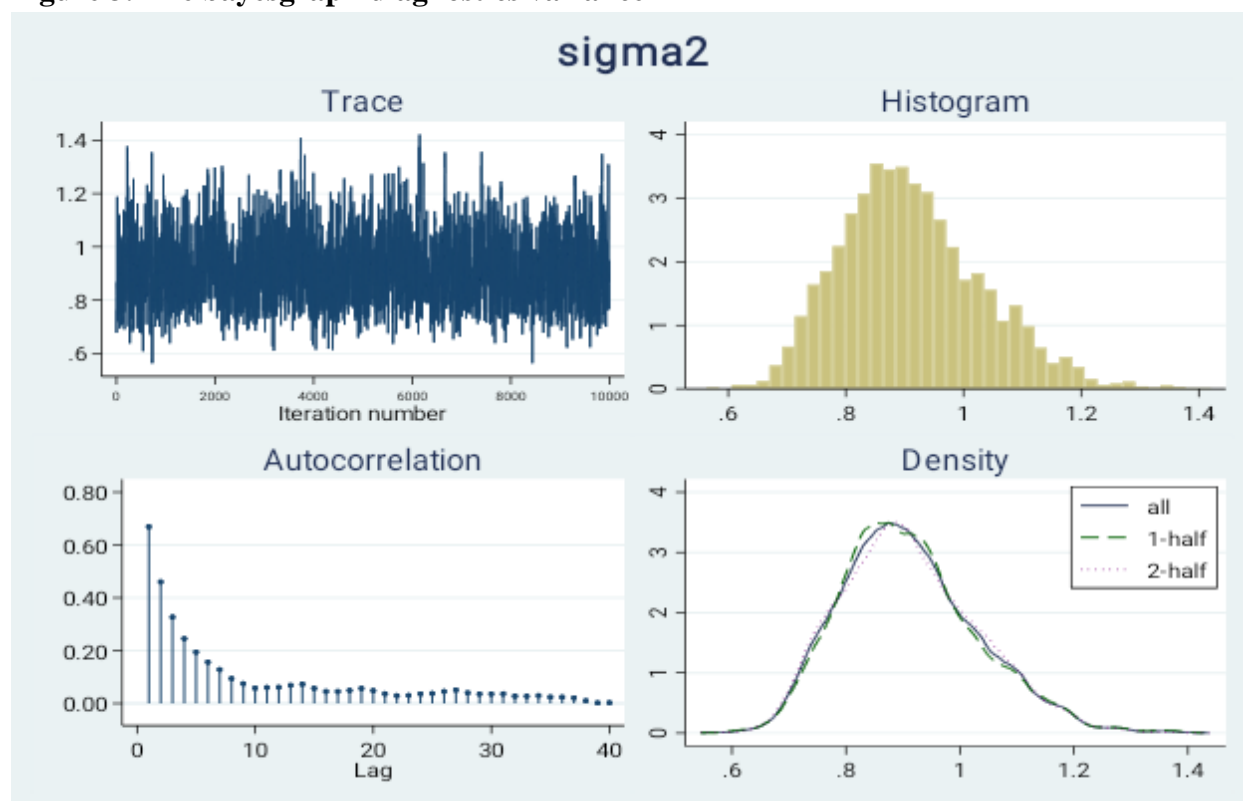 sigma2
Trace
1.4
1.2
1
.8
.6
0 2000 4000 6000 8000 10000
Iteration number
Histogram
4
3
2
1
0
.6 .8 1 1.2 1.4
Autocorrelation
0.80
0.60
0.40
0.20
0.00
0 10 20 30 40
Lag
Density
4
3
2
1
0
all
1-half
2-half
.6 .8 1 1.2 1.4